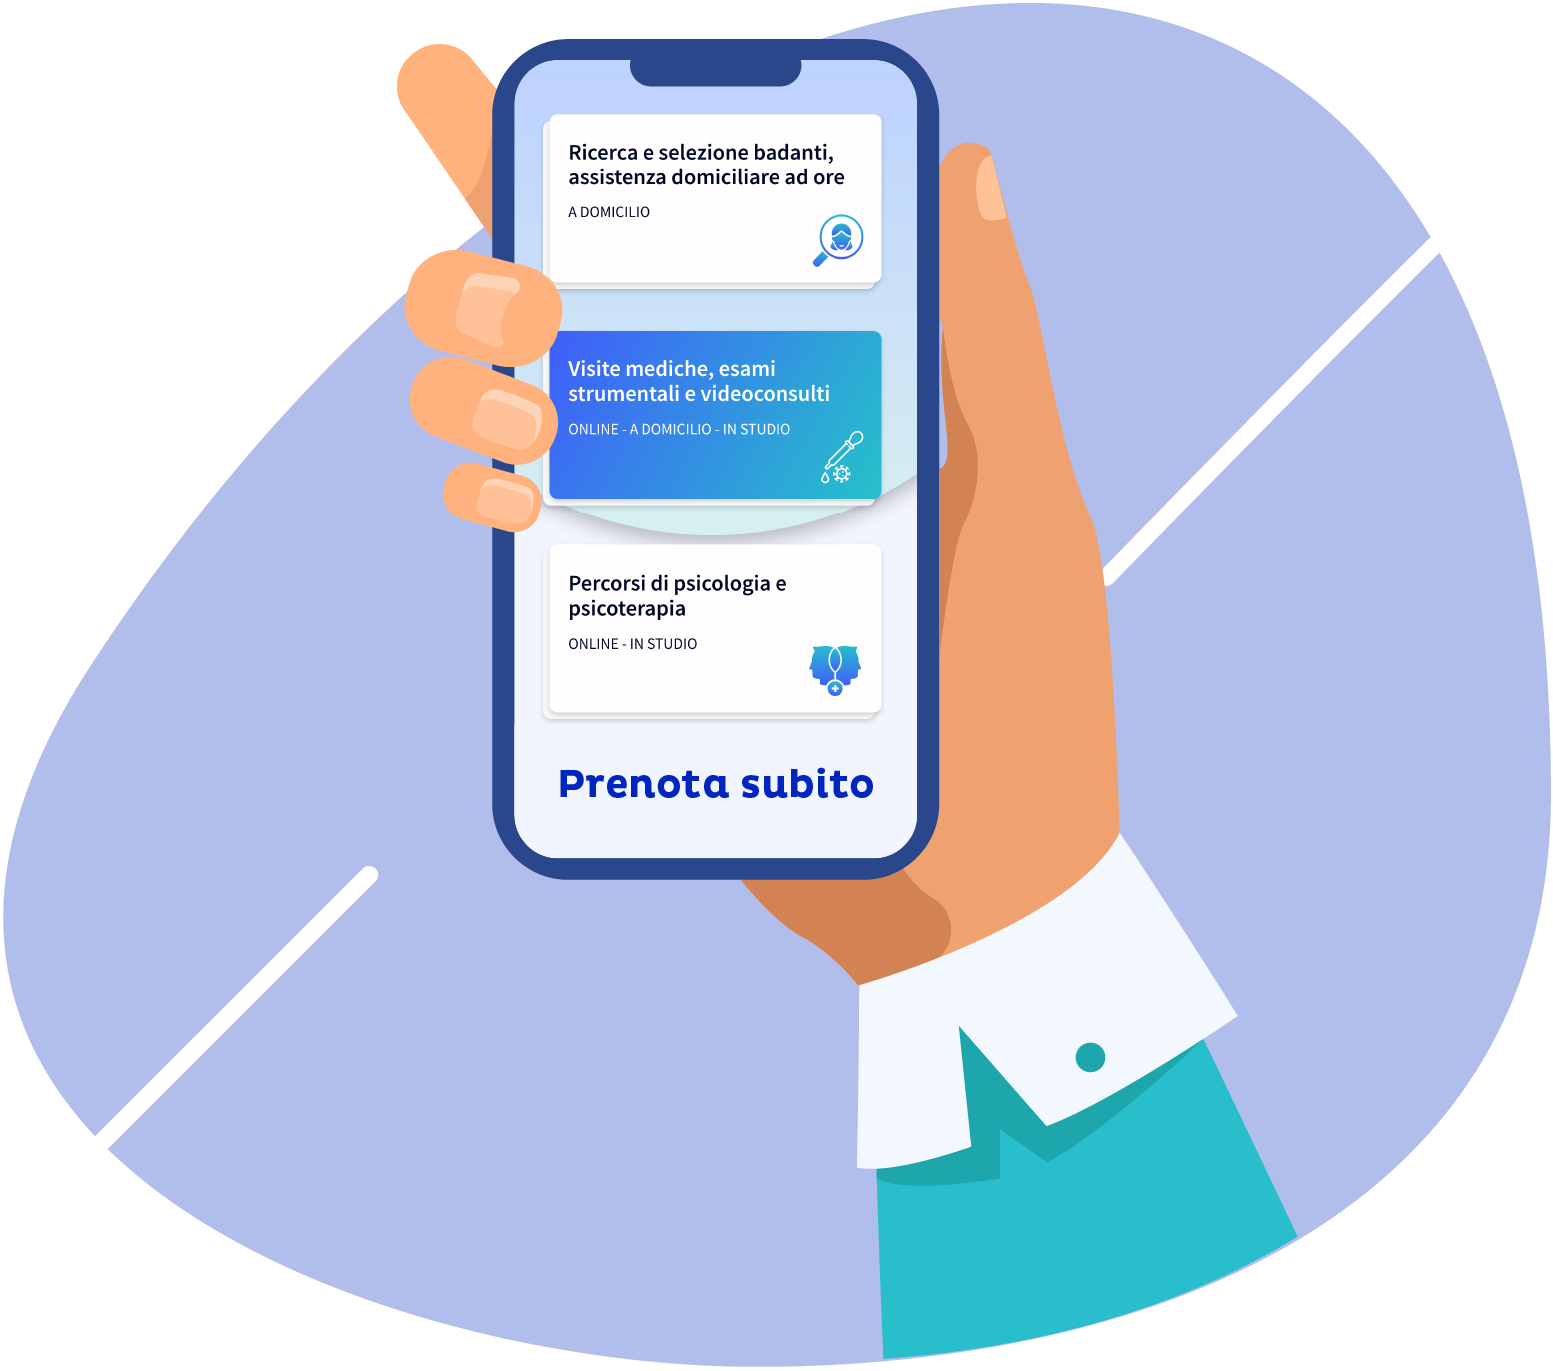 Ricerca e selezione badanti,
assistenza domiciliare ad ore
A DOMICILIO
Visite mediche, esami
strumentali e videoconsulti
ONLINE - A DOMICILIO - IN STUDIO
Percorsi di psicologia e
psicoterapia
ONLINE - IN STUDIO
Prenota subito